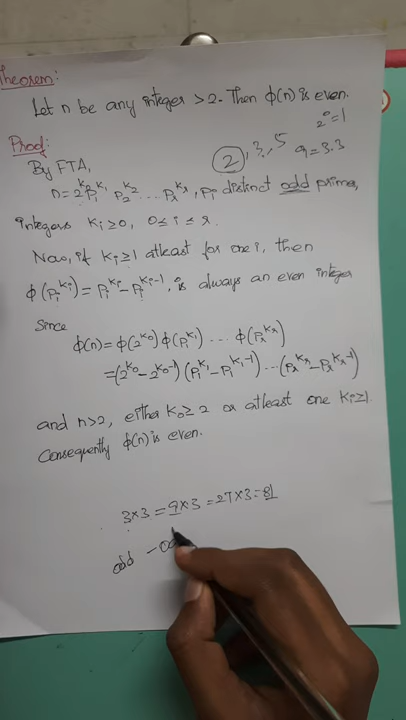 Theorem:
Let n be any integer > 2. Then ϕ(n) is even.
2⁰ = 1
Proof:
2, 3, 5
9 = 3·3
By FTA,
n = 2^k₀ p₁^k₁ p₂^k₂ .... pᵣ^kᵣ, pᵢ distinct odd primes,
integers kᵢ ≥ 0, 0 ≤ i ≤ r.
Now, if kᵢ ≥ 1 atleast for one i, then
ϕ(pᵢ^kᵢ) = pᵢ^kᵢ - pᵢ^(kᵢ-1), is always an even integer
Since
ϕ(n) = ϕ(2^k₀) ϕ(p₁^k₁) ... ϕ(pᵣ^kᵣ)
= (2^k₀ - 2^(k₀-1)) (p₁^k₁ - p₁^(k₁-1)) ... (pᵣ^kᵣ - pᵣ^(kᵣ-1))
and n > 2, either k₀ ≥ 2 or atleast one kᵢ ≥ 1.
Consequently ϕ(n) is even.
3 × 3 = 9 × 3 = 27 × 3 = 81
odd -